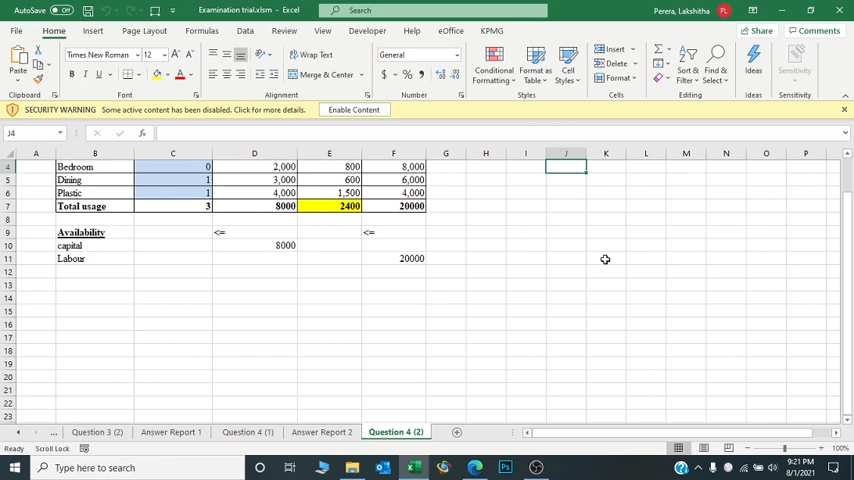 AutoSave Off Examination trial.xlsm - Excel Search Perera, Lakshitha PL
File Home Insert Page Layout Formulas Data Review View Developer Help eOffice KPMG Share Comments
Paste Times New Roman 12 Wrap Text General Conditional Formatting Format as Table Cell Styles Insert Sort & Filter Find & Select Ideas Sensitivity
B I U Merge & Center $ % Delete
Format
Clipboard Font Alignment Number Styles Cells Editing Ideas Sensitivity
SECURITY WARNING Some active content has been disabled. Click for more details. Enable Content
J4 fx
A B C D E F G H I J K L M N O P
4 Bedroom 0 2,000 800 8,000
5 Dining 1 3,000 600 6,000
6 Plastic 1 4,000 1,500 4,000
7 Total usage 3 8000 2400 20000
8
9 Availability <= <=
10 capital 8000
11 Labour 20000
12
13
14
15
16
17
18
19
20
21
22
23
... Question 3 (2) Answer Report 1 Question 4 (1) Answer Report 2 Question 4 (2)
Ready Scroll Lock 100%
Type here to search Ps 9:21 PM
8/1/2021